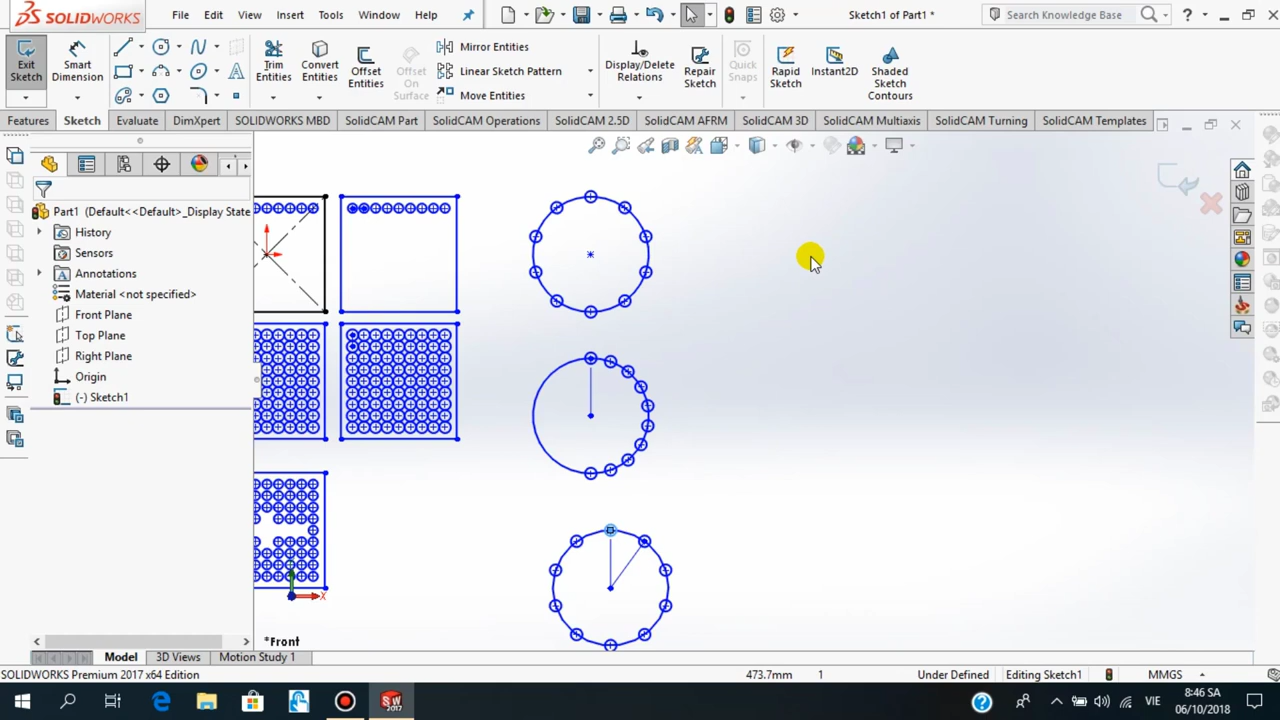 SOLIDWORKS File Edit View Insert Tools Window Help Sketch1 of Part1 * Search Knowledge Base ?
Exit Sketch
Smart Dimension
Trim Entities
Convert Entities
Offset Entities
Offset On Surface
Mirror Entities
Linear Sketch Pattern
Move Entities
Display/Delete Relations
Repair Sketch
Quick Snaps
Rapid Sketch
Instant2D
Shaded Sketch Contours
Features Sketch Evaluate DimXpert SOLIDWORKS MBD SolidCAM Part SolidCAM Operations SolidCAM 2.5D SolidCAM AFRM SolidCAM 3D SolidCAM Multiaxis SolidCAM Turning SolidCAM Templates
Part1 (Default<<Default>_Display State
History
Sensors
Annotations
Material <not specified>
Front Plane
Top Plane
Right Plane
Origin
(-) Sketch1
X
*Front
Model 3D Views Motion Study 1
SOLIDWORKS Premium 2017 x64 Edition 473.7mm 1 Under Defined Editing Sketch1 MMGS
SW 2017
VIE
8:46 SA
06/10/2018